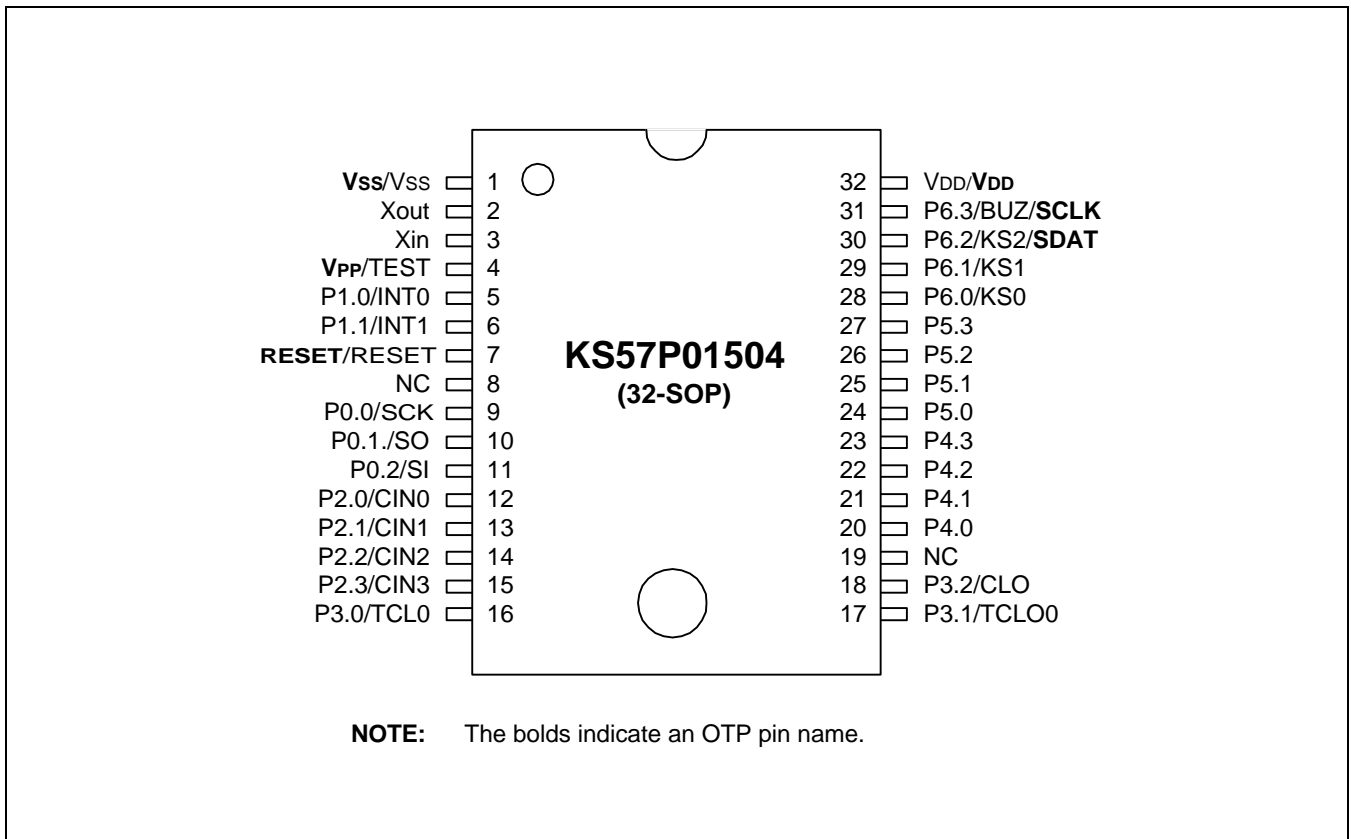 VSS/VSS 1
Xout 2
Xin 3
VPP/TEST 4
P1.0/INT0 5
P1.1/INT1 6
RESET/RESET 7
NC 8
P0.0/SCK 9
P0.1./SO 10
P0.2/SI 11
P2.0/CIN0 12
P2.1/CIN1 13
P2.2/CIN2 14
P2.3/CIN3 15
P3.0/TCL0 16
KS57P01504
(32-SOP)
32 VDD/VDD
31 P6.3/BUZ/SCLK
30 P6.2/KS2/SDAT
29 P6.1/KS1
28 P6.0/KS0
27 P5.3
26 P5.2
25 P5.1
24 P5.0
23 P4.3
22 P4.2
21 P4.1
20 P4.0
19 NC
18 P3.2/CLO
17 P3.1/TCLO0
NOTE: The bolds indicate an OTP pin name.